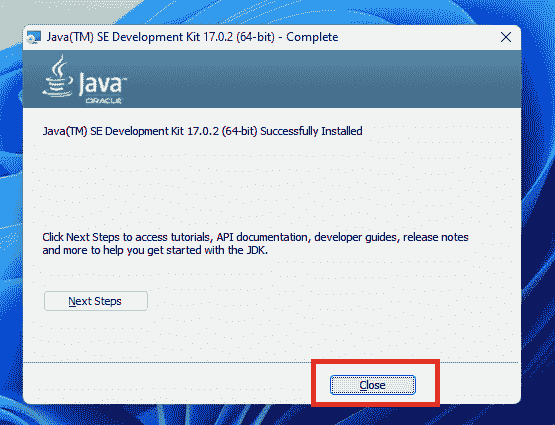 Java(TM) SE Development Kit 17.0.2 (64-bit) - Complete
Java™
ORACLE
Java(TM) SE Development Kit 17.0.2 (64-bit) Successfully Installed
Click Next Steps to access tutorials, API documentation, developer guides, release notes
and more to help you get started with the JDK.
Next Steps
Close